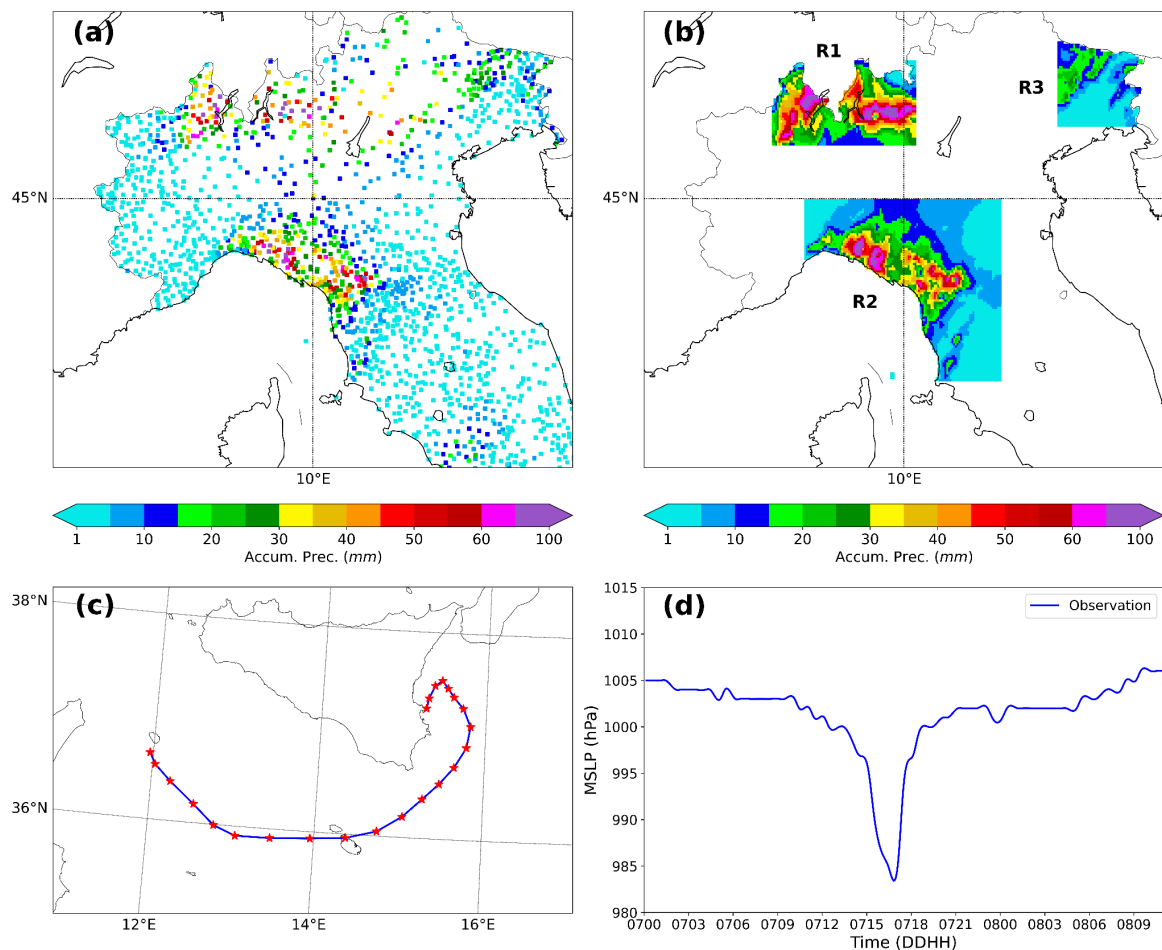 (a)
45°N
10°E
1 10 20 30 40 50 60 100
Accum. Prec. (mm)
(b)
R1
R3
R2
10°E
1 10 20 30 40 50 60 100
Accum. Prec. (mm)
(c)
38°N
36°N
12°E 14°E 16°E
(d)
Observation
1015
1010
1005
1000
995
990
985
980
MSLP (hPa)
0700 0703 0706 0709 0712 0715 0718 0721 0800 0803 0806 0809
Time (DDHH)